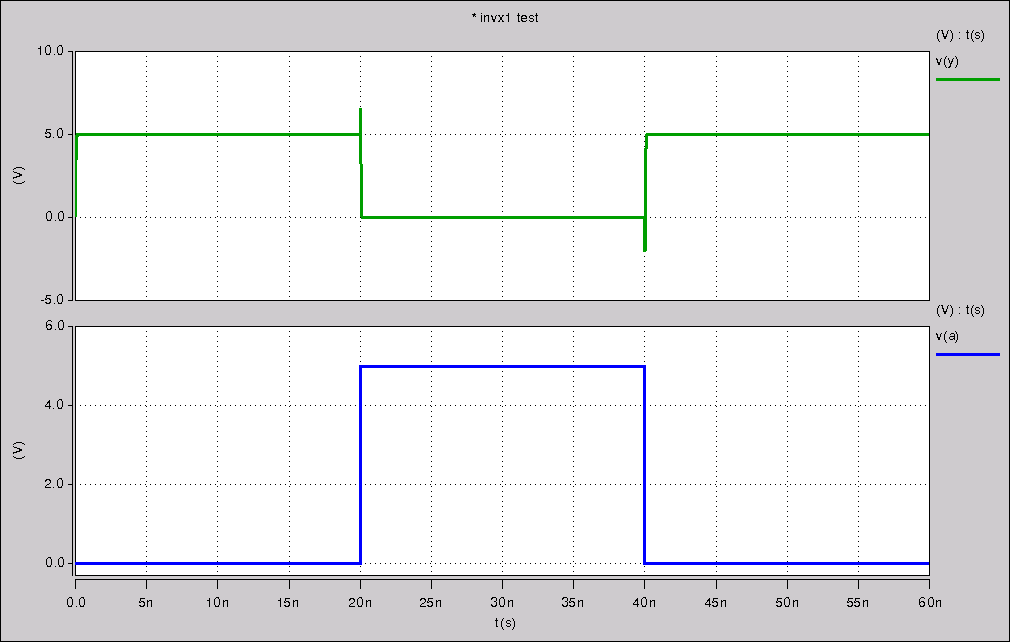 * invx1 test
(V) : t(s)
v(y)
10.0
5.0
0.0
-5.0
(V)
(V) : t(s)
v(a)
6.0
4.0
2.0
0.0
(V)
0.0 5n 10n 15n 20n 25n 30n 35n 40n 45n 50n 55n 60n
t(s)